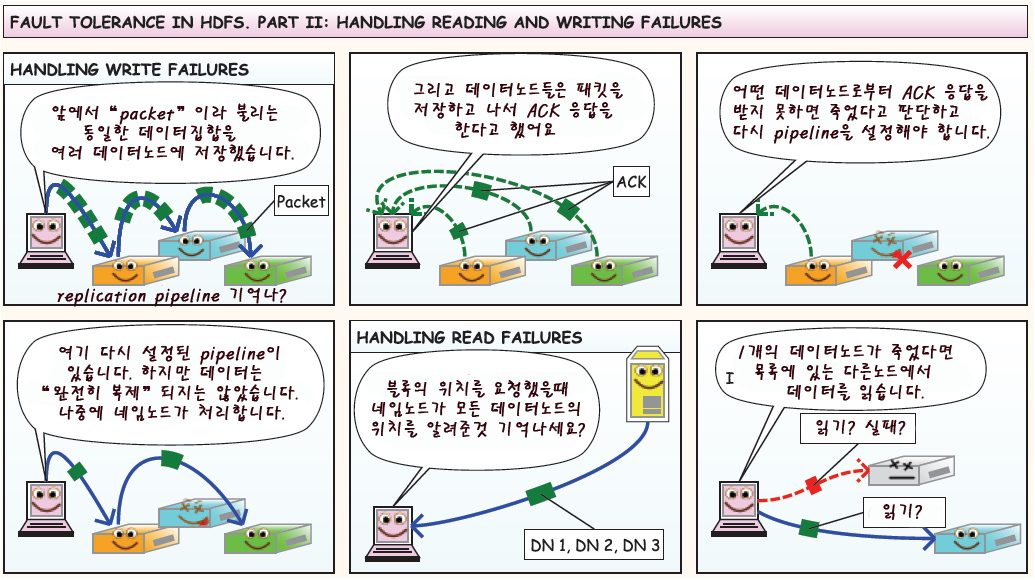 FAULT TOLERANCE IN HDFS. PART II: HANDLING READING AND WRITING FAILURES
HANDLING WRITE FAILURES
앞에서 “packet” 이라 불리는
동일한 데이터집합을
여러 데이터노드에 저장했습니다.
Packet
replication pipeline 기억나?
그리고 데이터노드들은 패킷을
저장하고 나서 ACK 응답을
한다고 했어요
ACK
어떤 데이터노드로부터 ACK 응답을
받지 못하면 죽었다고 판단하고
다시 pipeline을 설정해야 합니다.
여기 다시 설정된 pipeline이
있습니다. 하지만 데이터는
“완전히 복제” 되지는 않았습니다.
나중에 네임노드가 처리합니다.
HANDLING READ FAILURES
블록의 위치를 요청했을때
네임노드가 모든 데이터노드의
위치를 알려준것 기억나세요?
DN 1, DN 2, DN 3
1개의 데이터노드가 죽었다면
I 목록에 있는 다른노드에서
데이터를 읽습니다.
읽기? 실패?
읽기?